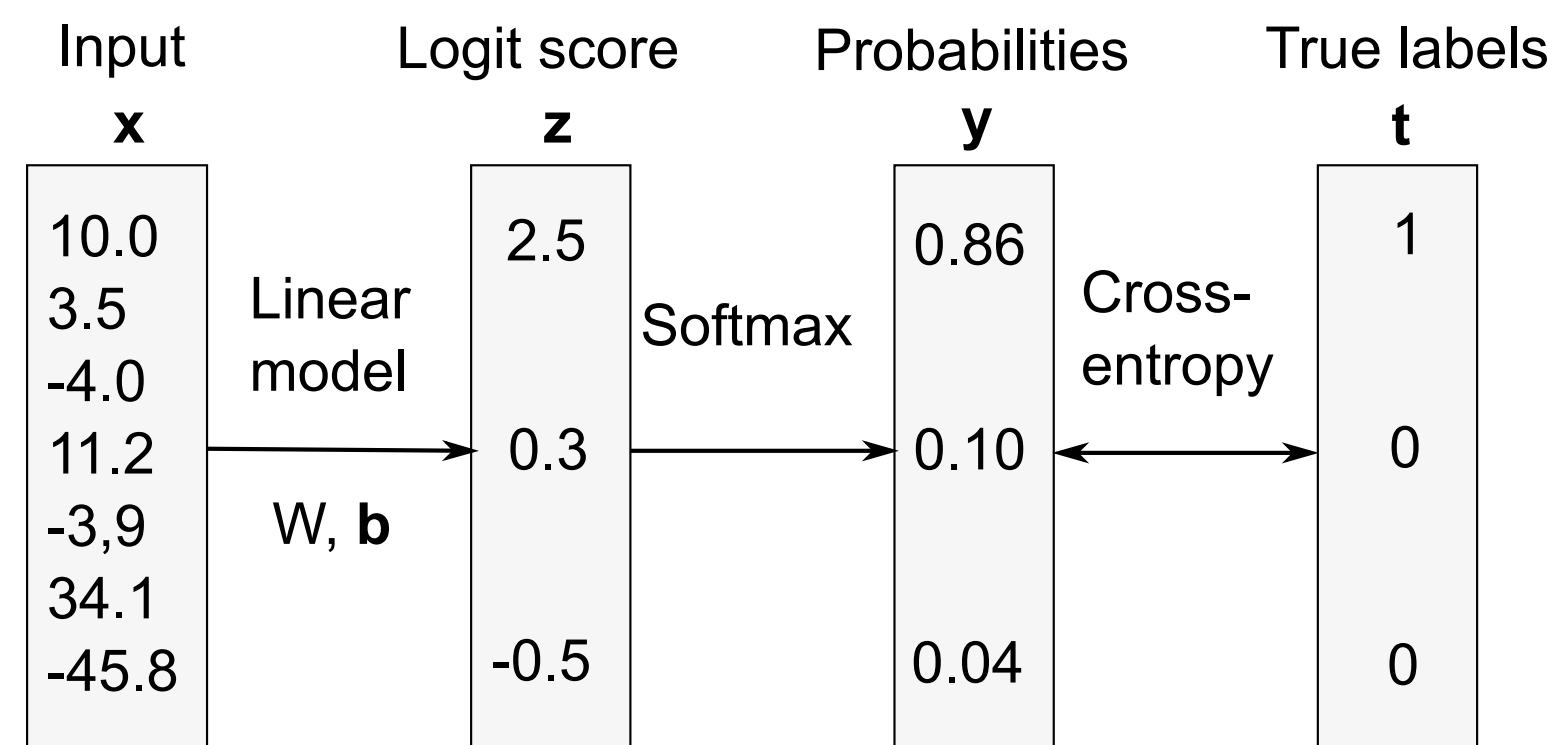 Input
x
10.0
3.5
-4.0
11.2
-3,9
34.1
-45.8
Linear
model
W, b
Logit score
z
2.5
0.3
-0.5
Softmax
Probabilities
y
0.86
0.10
0.04
Cross-
entropy
True labels
t
1
0
0